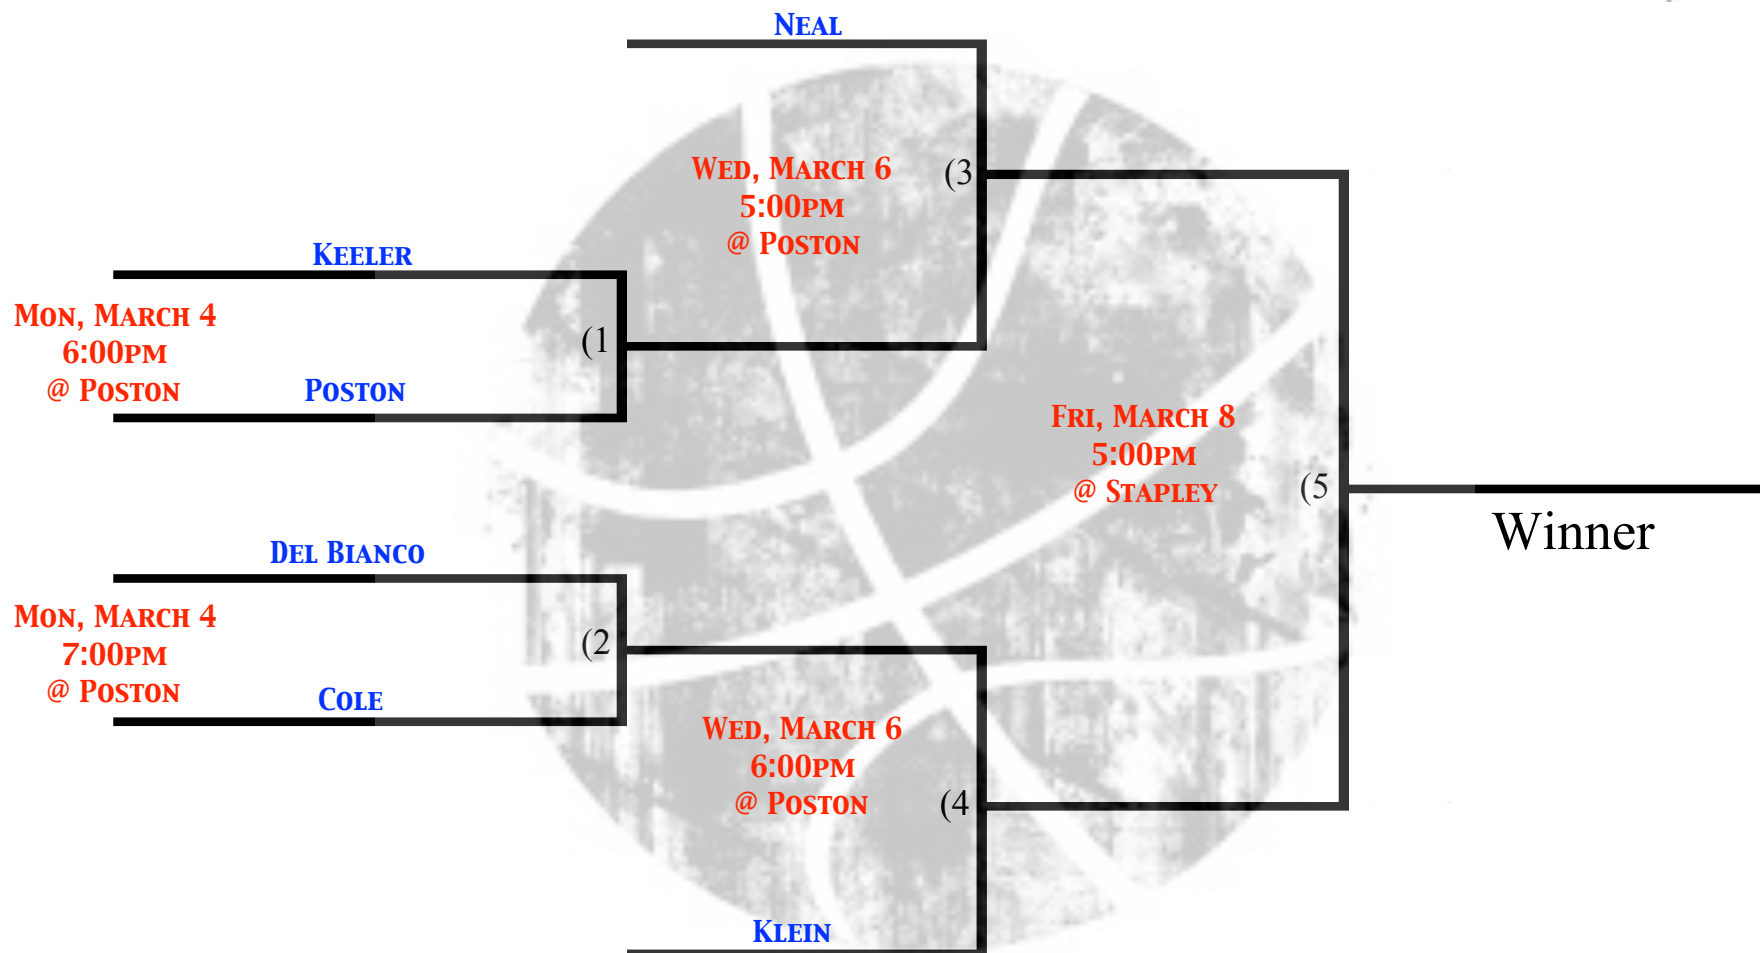 Neal
Wed, March 6
5:00pm
@ Poston
(3
Keeler
Mon, March 4
6:00pm
@ Poston
Poston
(1
Fri, March 8
5:00pm
@ Stapley
(5
Winner
Del Bianco
Mon, March 4
7:00pm
@ Poston
Cole
(2
Wed, March 6
6:00pm
@ Poston
(4
Klein